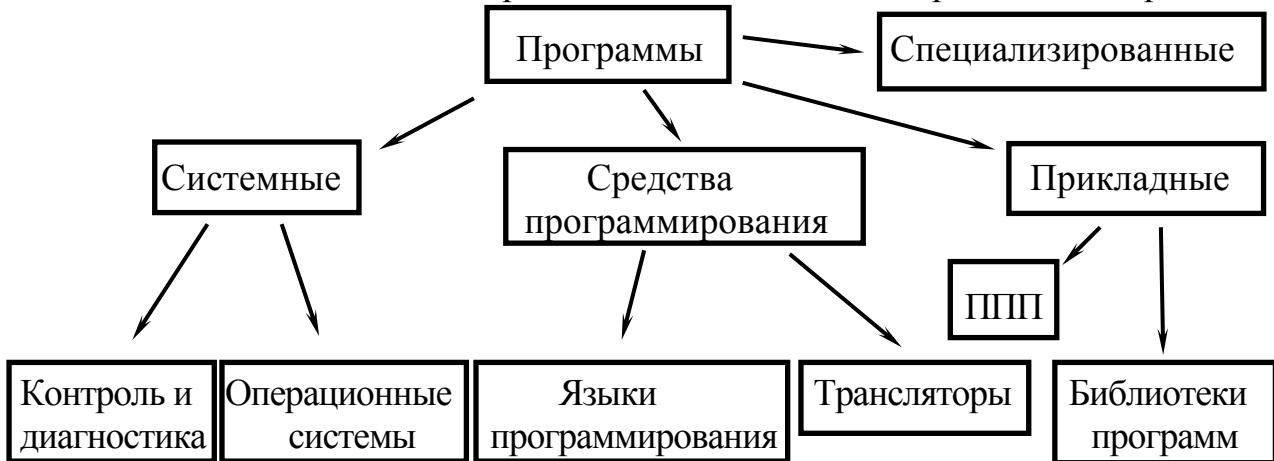 Программы
Специализированные
Системные
Средства
программирования
Прикладные
ППП
Контроль и
диагностика
Операционные
системы
Языки
программирования
Трансляторы
Библиотеки
программ